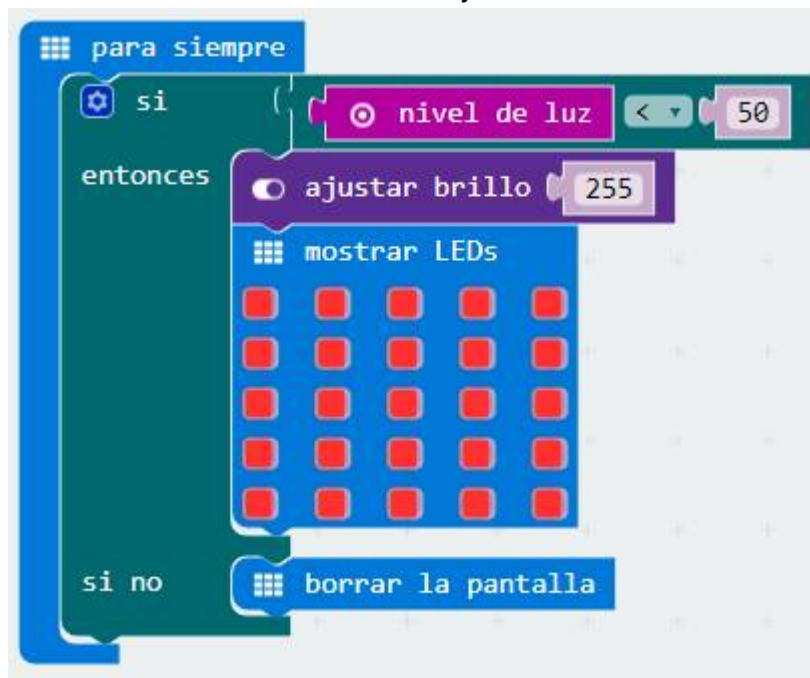 para siempre
si nivel de luz < 50
entonces ajustar brillo 255
mostrar LEDs
si no borrar la pantalla